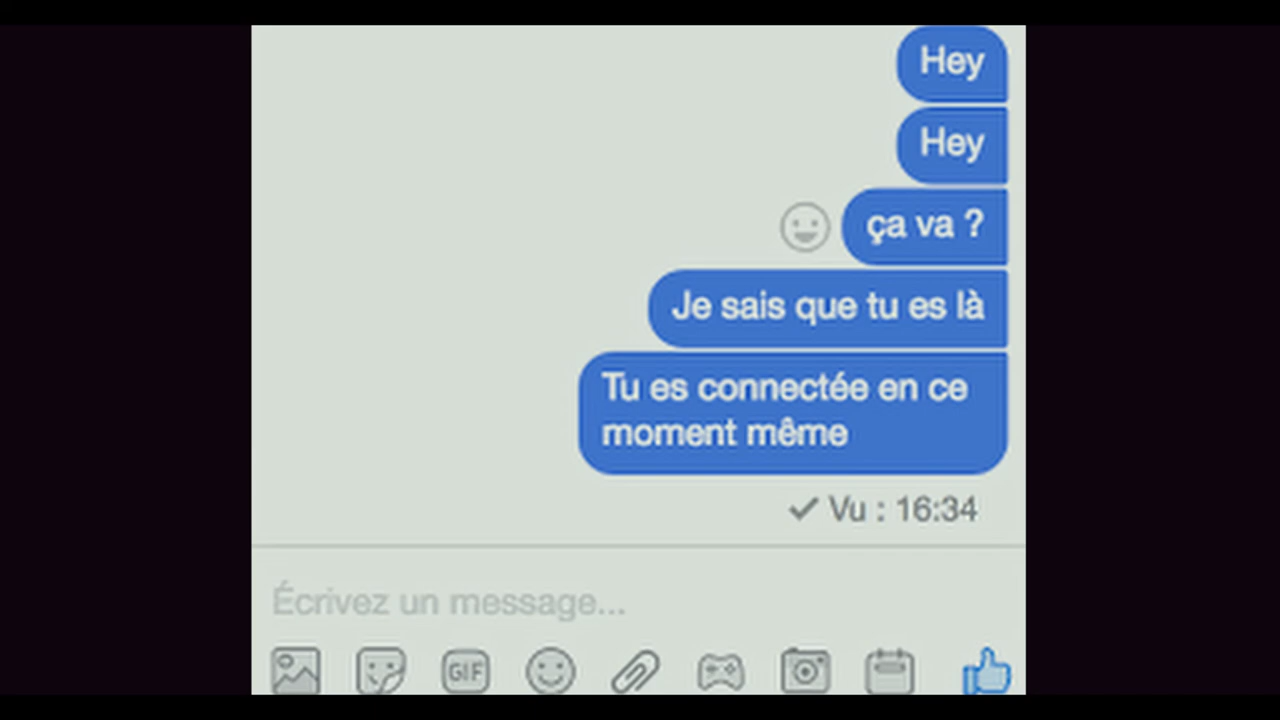 Hey
Hey
ça va ?
Je sais que tu es là
Tu es connectée en ce
moment même
Vu : 16:34
Écrivez un message...
GIF